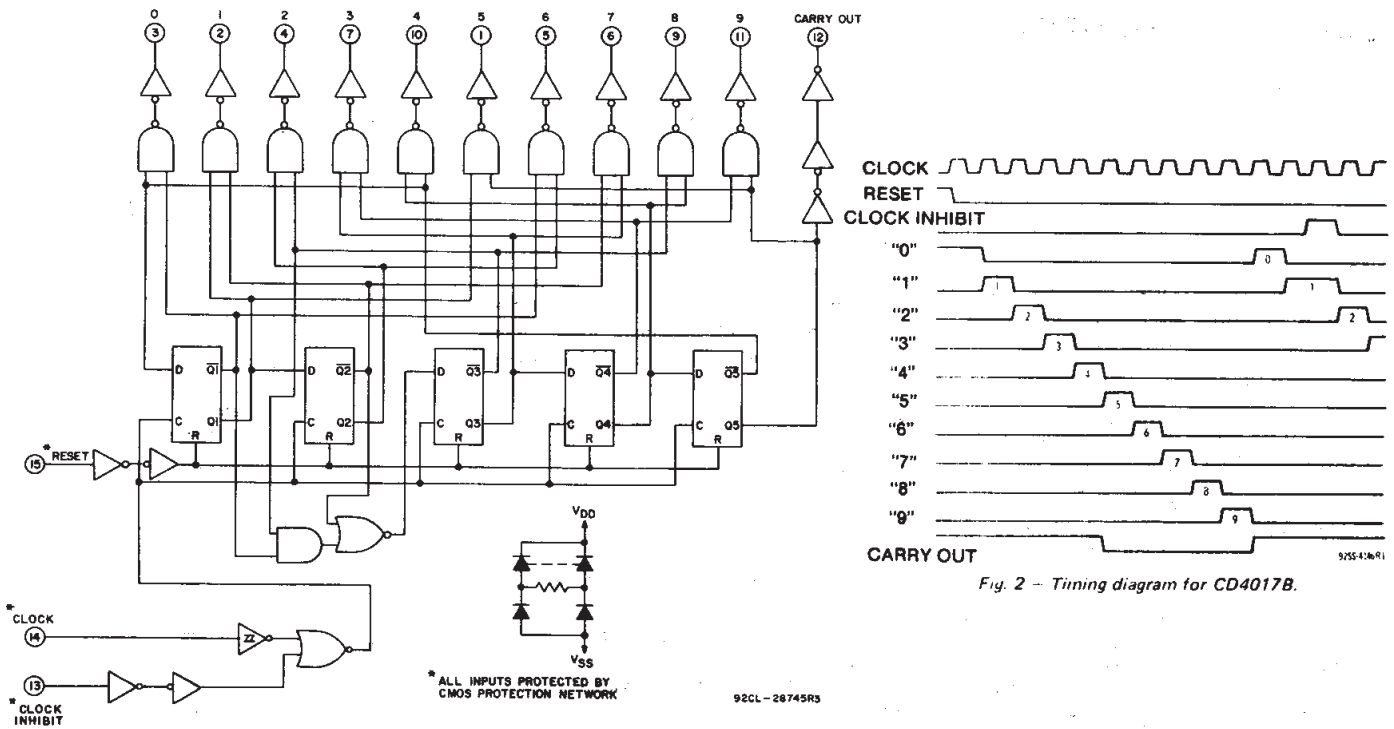 0 1 2 3 4 5 6 7 8 9 CARRY OUT
3 2 4 7 10 1 5 6 9 11 12
D Q1 D Q2 D Q3 D Q4 D Q5
C Q1 C Q2 C Q3 C Q4 C Q5
R R R R R
15 * RESET
VDD
* CLOCK
14
13
* CLOCK
INHIBIT
VSS
* ALL INPUTS PROTECTED BY
CMOS PROTECTION NETWORK
92CL-28745R5
CLOCK
RESET
CLOCK INHIBIT
"0" 0
"1" 1 1
"2" 2 2
"3" 3
"4" 4
"5" 5
"6" 6
"7" 7
"8" 8
"9" 9
CARRY OUT
Fig. 2 – Timing diagram for CD4017B.